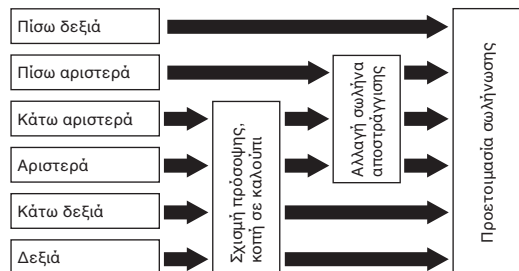 Πίσω δεξιά
Πίσω αριστερά
Κάτω αριστερά
Αριστερά
Κάτω δεξιά
Δεξιά
Σχισμή πρόσοψης,
κοπή σε καλούπι
Αλλαγή σωλήνα
αποστράγγισης
Προετοιμασία σωλήνωσης